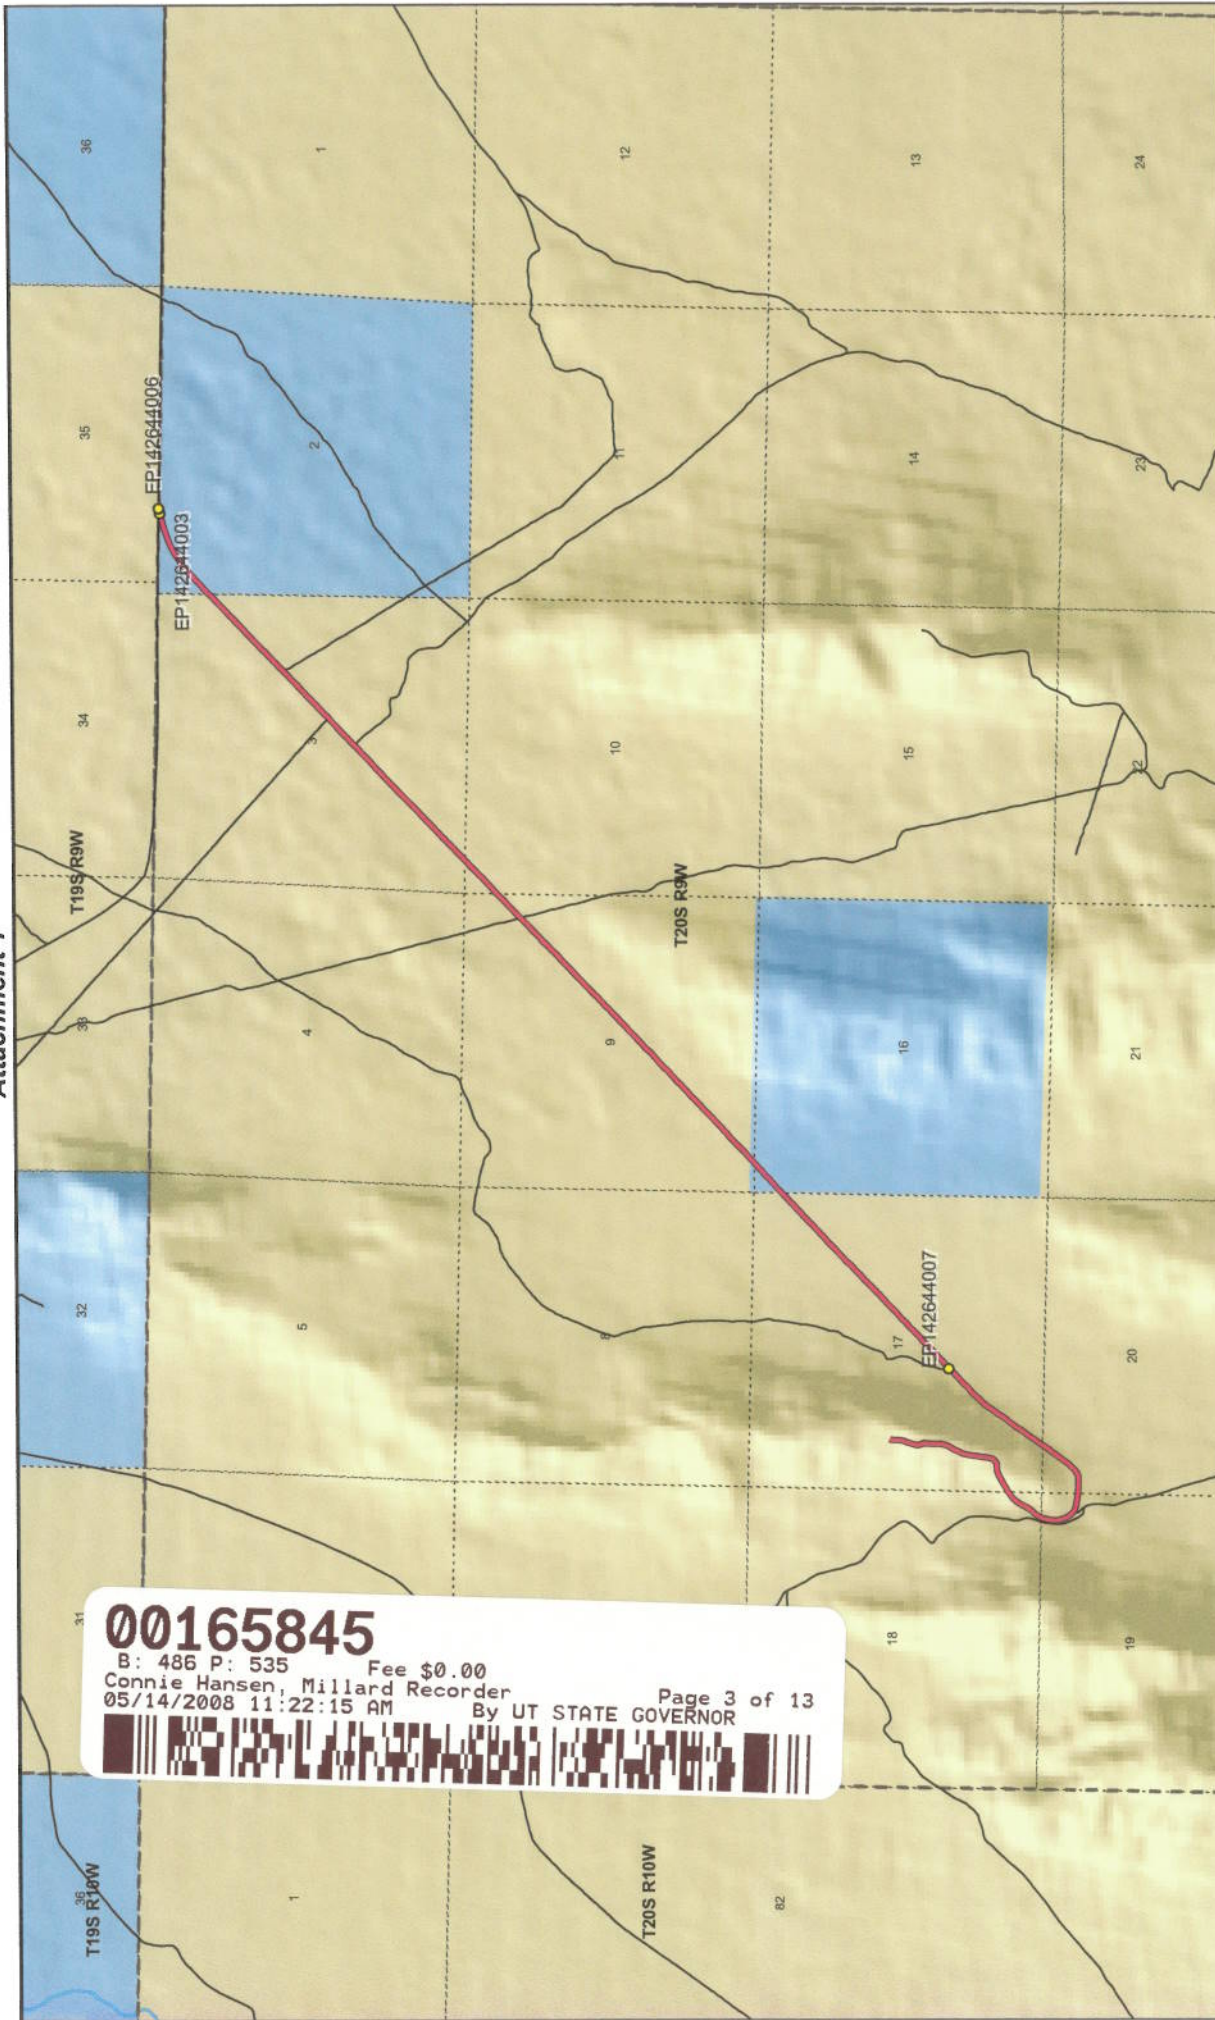 Attachment 1
36
31
32
33
34
35
36
T19S R10W
T19S R9W
EP142644006
EP142644003
1
5
4
3
2
1
8
9
10
11
12
T20S R10W
T20S R9W
82
18
17
16
15
14
13
EP142644007
19
20
21
22
23
24
00165845
B: 486 P: 535 Fee $0.00
Connie Hansen, Millard Recorder Page 3 of 13
05/14/2008 11:22:15 AM By UT STATE GOVERNOR